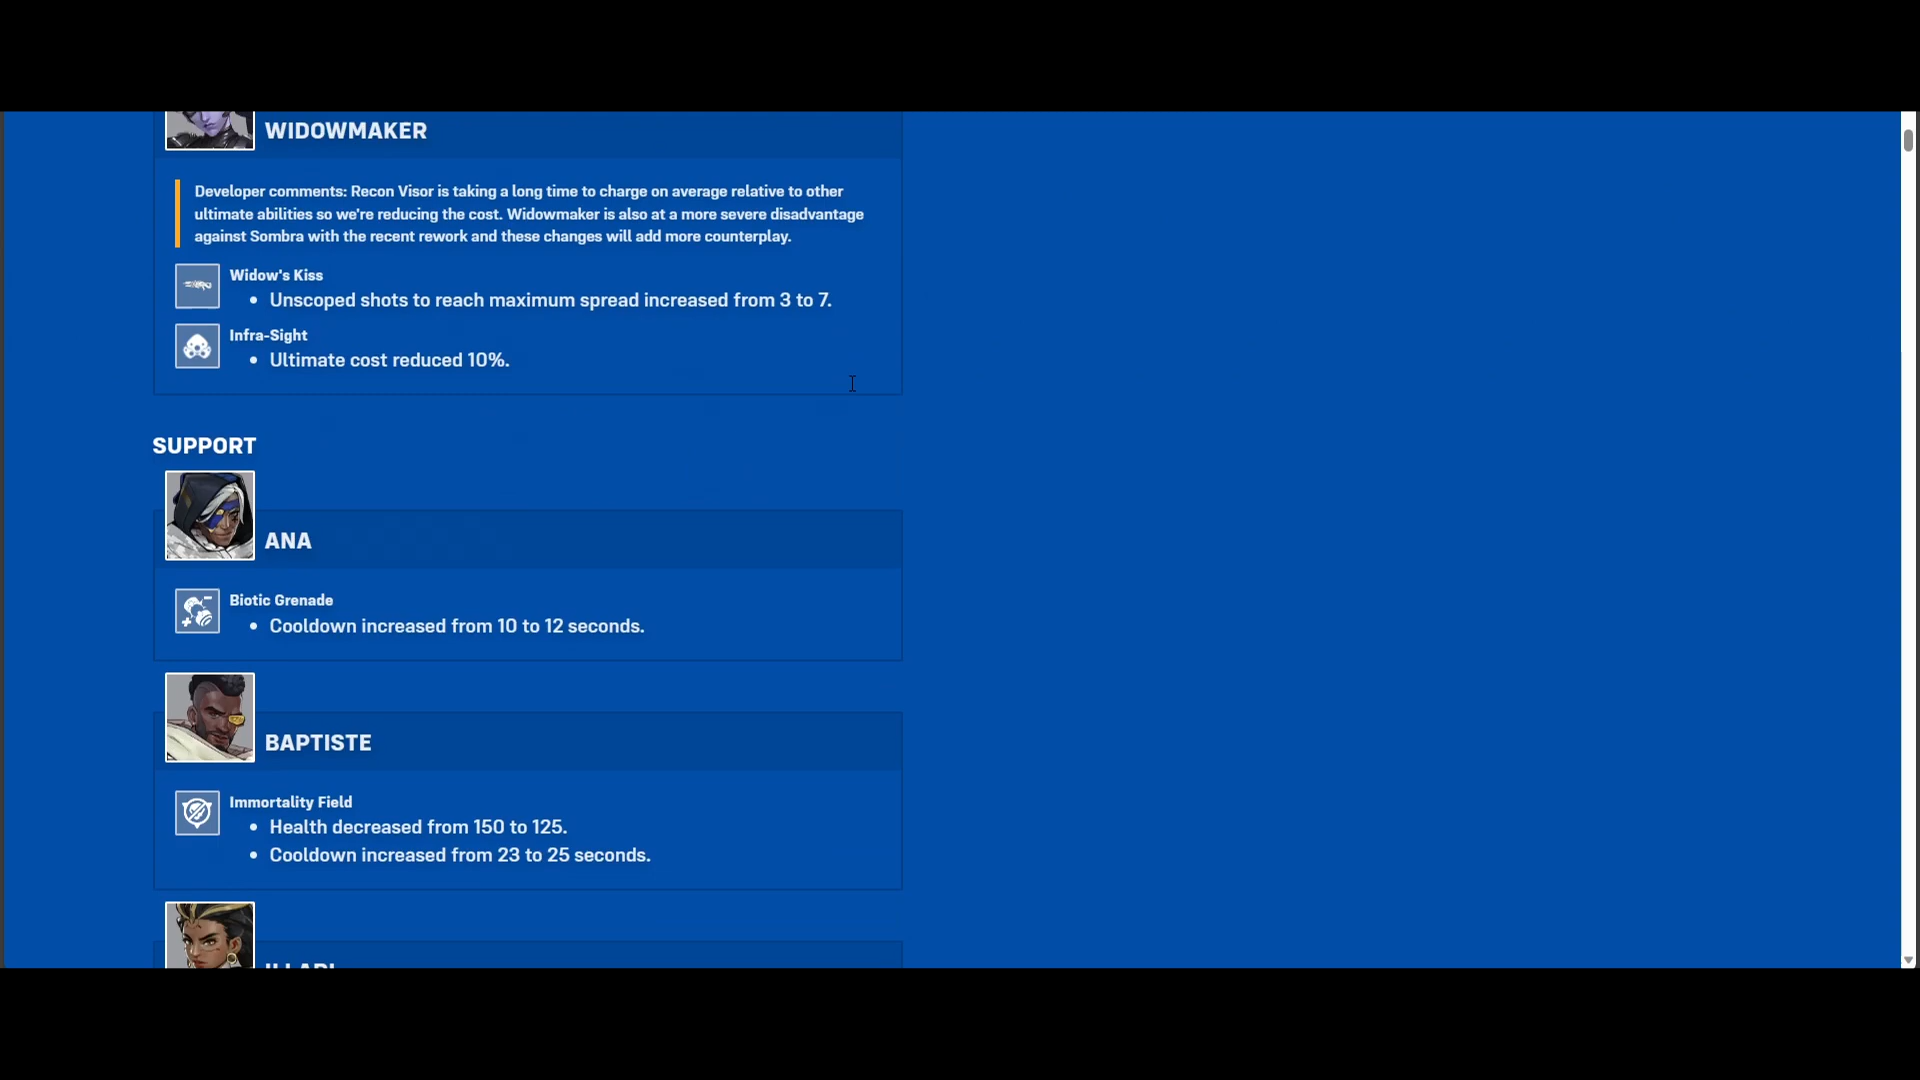 WIDOWMAKER
Developer comments: Recon Visor is taking a long time to charge on average relative to other
ultimate abilities so we're reducing the cost. Widowmaker is also at a more severe disadvantage
against Sombra with the recent rework and these changes will add more counterplay.
Widow's Kiss
• Unscoped shots to reach maximum spread increased from 3 to 7.
Infra-Sight
• Ultimate cost reduced 10%.
SUPPORT
ANA
Biotic Grenade
• Cooldown increased from 10 to 12 seconds.
BAPTISTE
Immortality Field
• Health decreased from 150 to 125.
• Cooldown increased from 23 to 25 seconds.